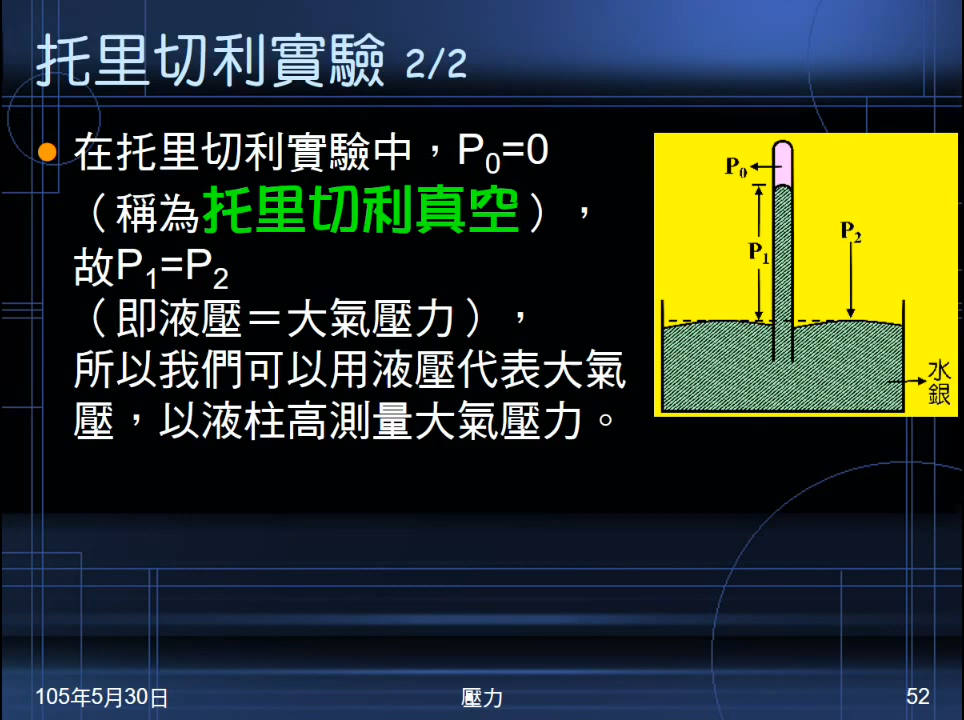 托里切利實驗 2/2
在托里切利實驗中，P₀=0
（稱為托里切利真空），
故P₁=P₂
（即液壓＝大氣壓力），
所以我們可以用液壓代表大氣
壓，以液柱高測量大氣壓力。
P₀
P₁
P₂
水
銀
105年5月30日
壓力
52